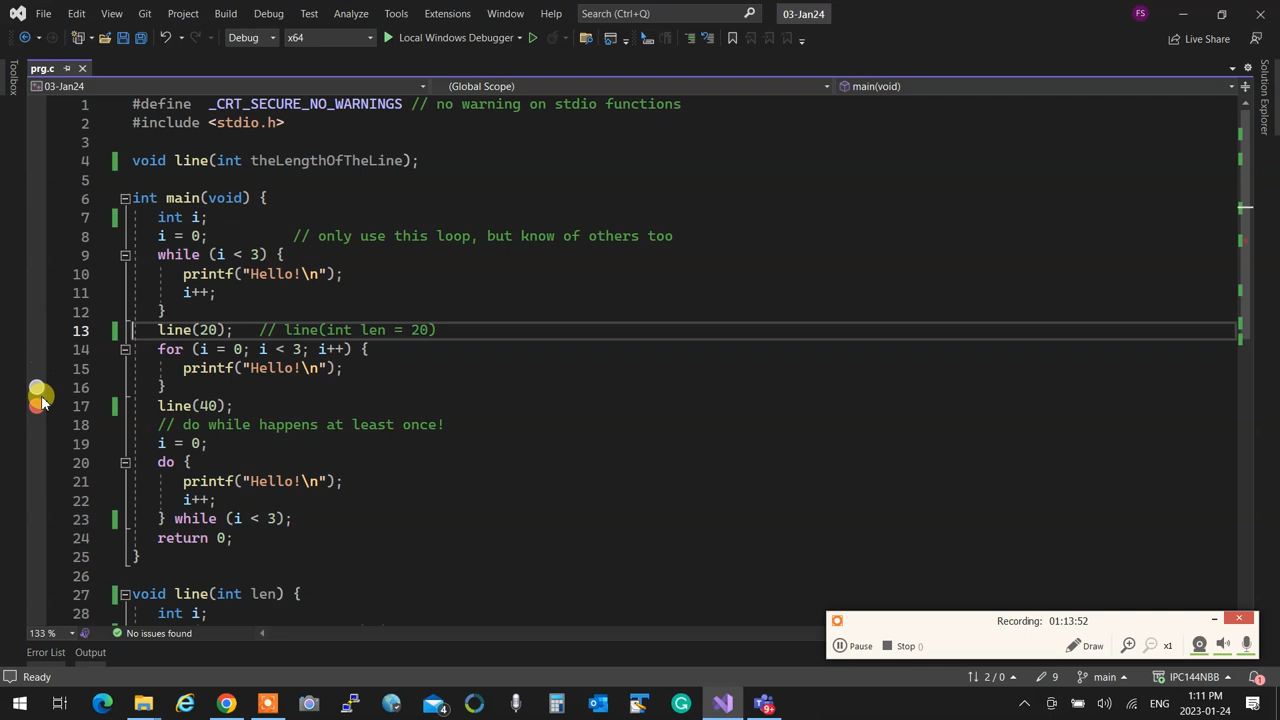 File Edit View Git Project Build Debug Test Analyze Tools Extensions Window Help Search (Ctrl+Q) 03-Jan24 FS
Debug x64 Local Windows Debugger Live Share
prg.c
03-Jan24 (Global Scope) main(void)
Toolbox
Solution Explorer
1 #define _CRT_SECURE_NO_WARNINGS // no warning on stdio functions
2 #include <stdio.h>
3
4 void line(int theLengthOfTheLine);
5
6 int main(void) {
7 int i;
8 i = 0; // only use this loop, but know of others too
9 while (i < 3) {
10 printf("Hello!\n");
11 i++;
12 }
13 line(20); // line(int len = 20)
14 for (i = 0; i < 3; i++) {
15 printf("Hello!\n");
16 }
17 line(40);
18 // do while happens at least once!
19 i = 0;
20 do {
21 printf("Hello!\n");
22 i++;
23 } while (i < 3);
24 return 0;
25 }
26
27 void line(int len) {
28 int i;
Recording: 01:13:52
Pause Stop () Draw x1
133 % No issues found
Error List Output
Ready 2 / 0 9 main IPC144NBB 1
4 9+ ENG 1:11 PM
2023-01-24